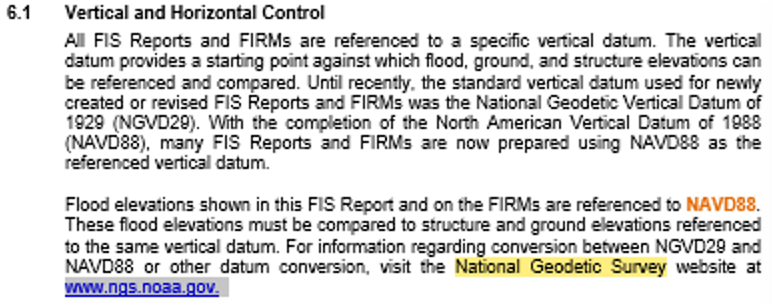 6.1 Vertical and Horizontal Control
All FIS Reports and FIRMs are referenced to a specific vertical datum. The vertical
datum provides a starting point against which flood, ground, and structure elevations can
be referenced and compared. Until recently, the standard vertical datum used for newly
created or revised FIS Reports and FIRMs was the National Geodetic Vertical Datum of
1929 (NGVD29). With the completion of the North American Vertical Datum of 1988
(NAVD88), many FIS Reports and FIRMs are now prepared using NAVD88 as the
referenced vertical datum.
Flood elevations shown in this FIS Report and on the FIRMs are referenced to NAVD88.
These flood elevations must be compared to structure and ground elevations referenced
to the same vertical datum. For information regarding conversion between NGVD29 and
NAVD88 or other datum conversion, visit the National Geodetic Survey website at
www.ngs.noaa.gov.